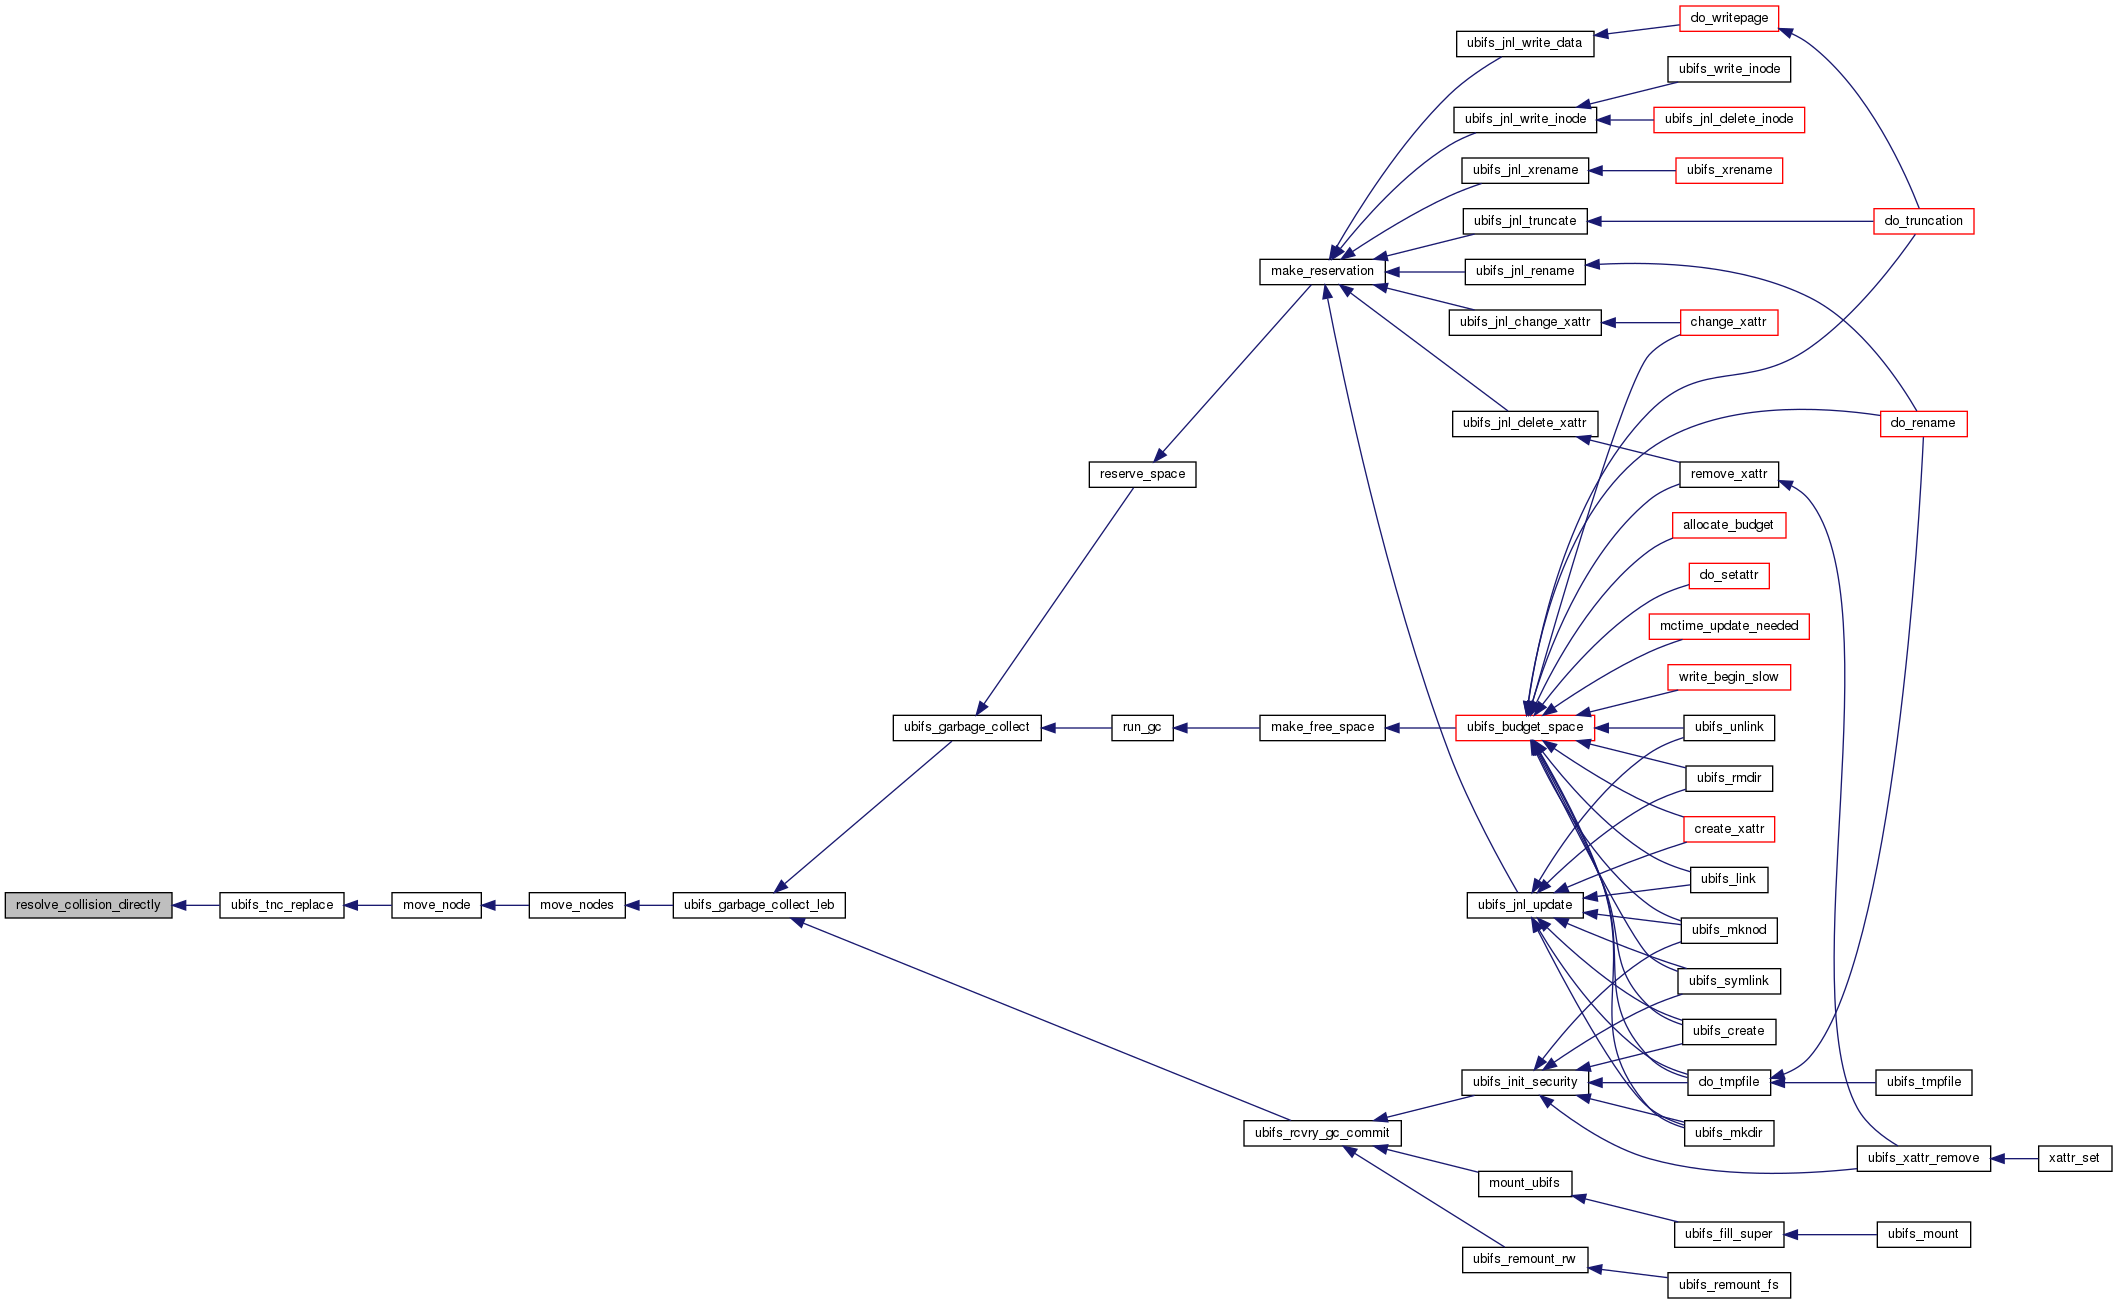 do_writepage
ubifs_jnl_write_data
ubifs_write_inode
ubifs_jnl_write_inode
ubifs_jnl_delete_inode
ubifs_jnl_xrename
ubifs_xrename
ubifs_jnl_truncate
do_truncation
make_reservation
ubifs_jnl_rename
ubifs_jnl_change_xattr
change_xattr
ubifs_jnl_delete_xattr
do_rename
reserve_space
remove_xattr
allocate_budget
do_setattr
mctime_update_needed
write_begin_slow
ubifs_garbage_collect
run_gc
make_free_space
ubifs_budget_space
ubifs_unlink
ubifs_rmdir
create_xattr
ubifs_link
resolve_collision_directly
ubifs_tnc_replace
move_node
move_nodes
ubifs_garbage_collect_leb
ubifs_jnl_update
ubifs_mknod
ubifs_symlink
ubifs_create
ubifs_init_security
do_tmpfile
ubifs_tmpfile
ubifs_rcvry_gc_commit
ubifs_mkdir
ubifs_xattr_remove
xattr_set
mount_ubifs
ubifs_fill_super
ubifs_mount
ubifs_remount_rw
ubifs_remount_fs